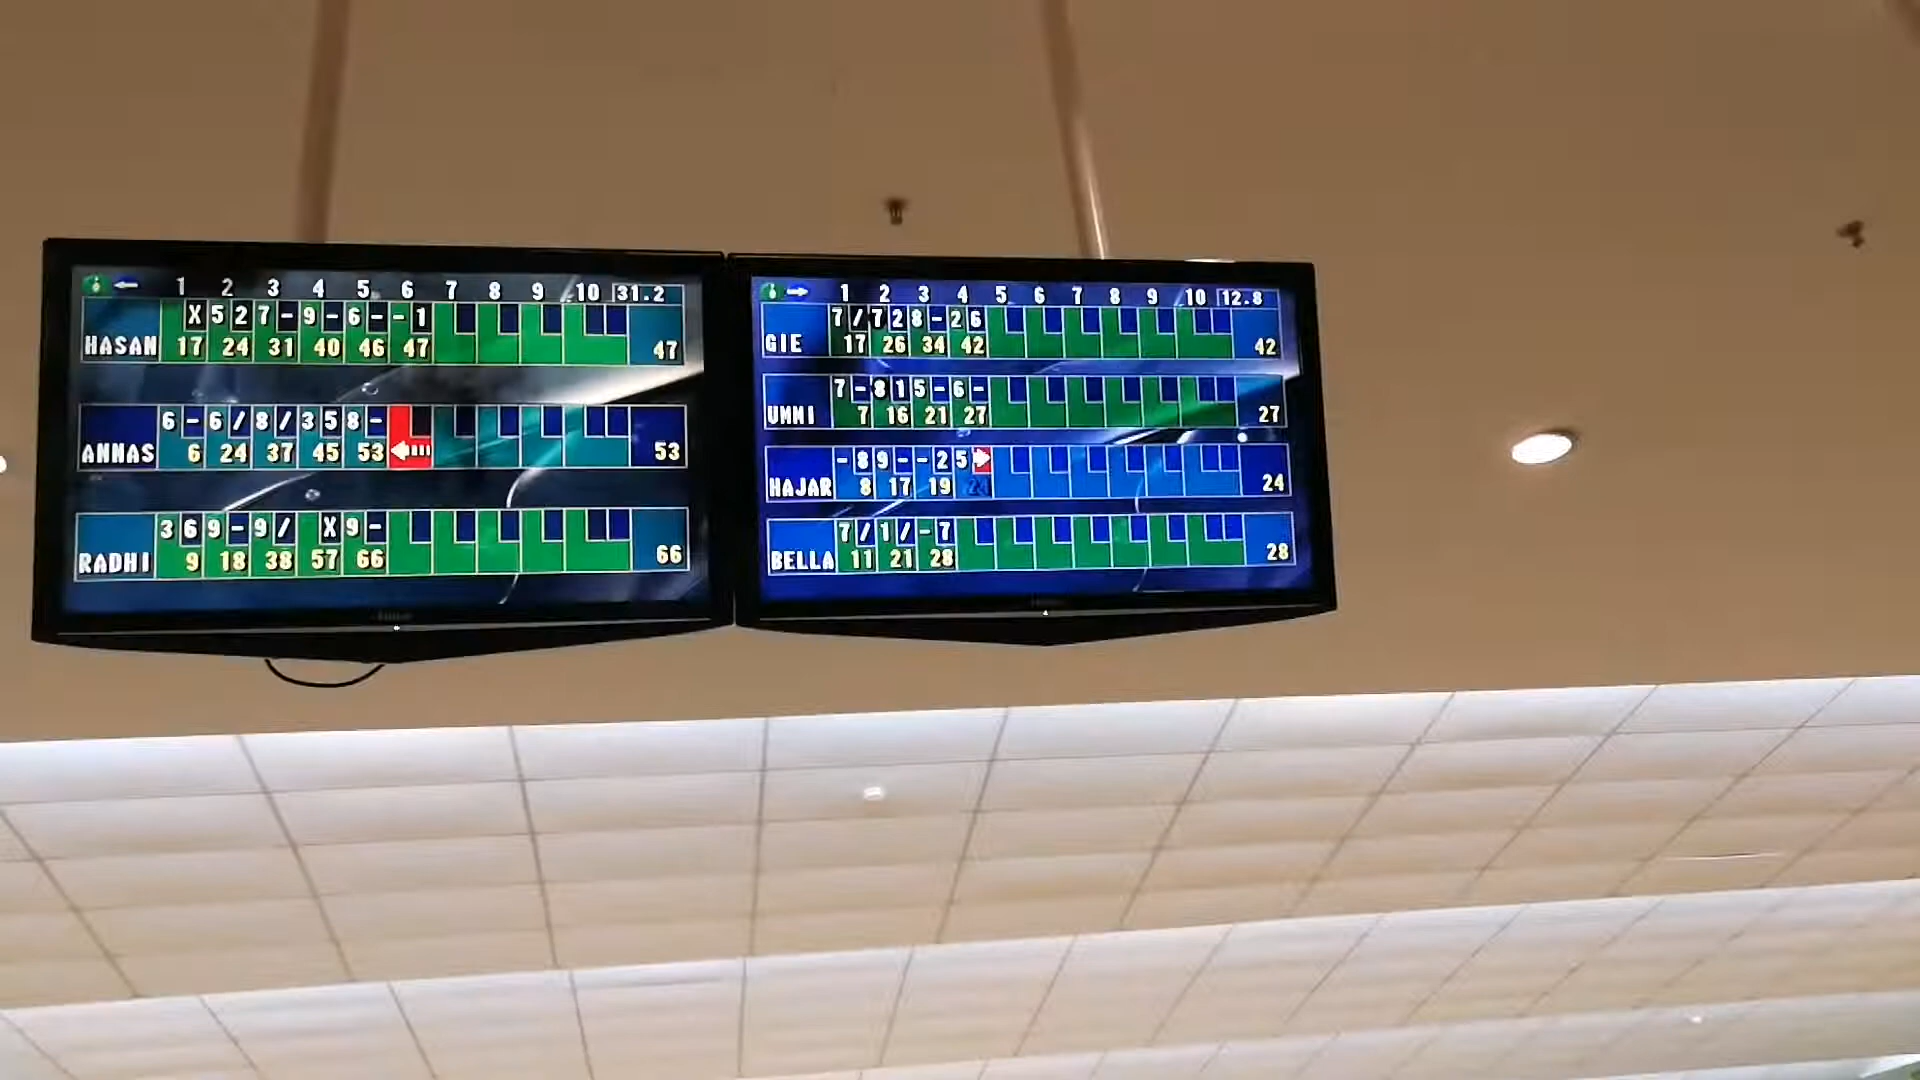 1 2 3 4 5 6 7 8 9 10 31.2
X 5 2 7 - 9 - 6 - - 1
HASAN 17 24 31 40 46 47 47
6 - 6 / 8 / 3 5 8 -
ANNAS 6 24 37 45 53 53
3 6 9 - 9 / X 9 -
RADHI 9 18 38 57 66 66
1 2 3 4 5 6 7 8 9 10 12.8
7 / 7 2 8 - 2 6
GIE 17 26 34 42 42
7 - 8 1 5 - 6 -
UMMI 7 16 21 27 27
- 8 9 - - 2 5
HAJAR 8 17 19 24 24
7 / 1 / - 7
BELLA 11 21 28 28